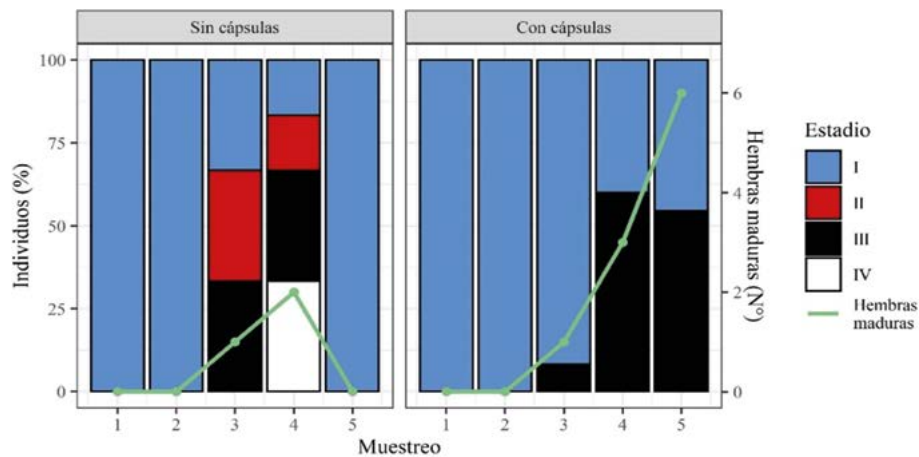 Sin cápsulas
Con cápsulas
100
75
50
25
0
Individuos (%)
1 2 3 4 5
1 2 3 4 5
Muestreo
6
4
2
0
Hembras maduras (N°)
Estadio
I
II
III
IV
Hembras
maduras